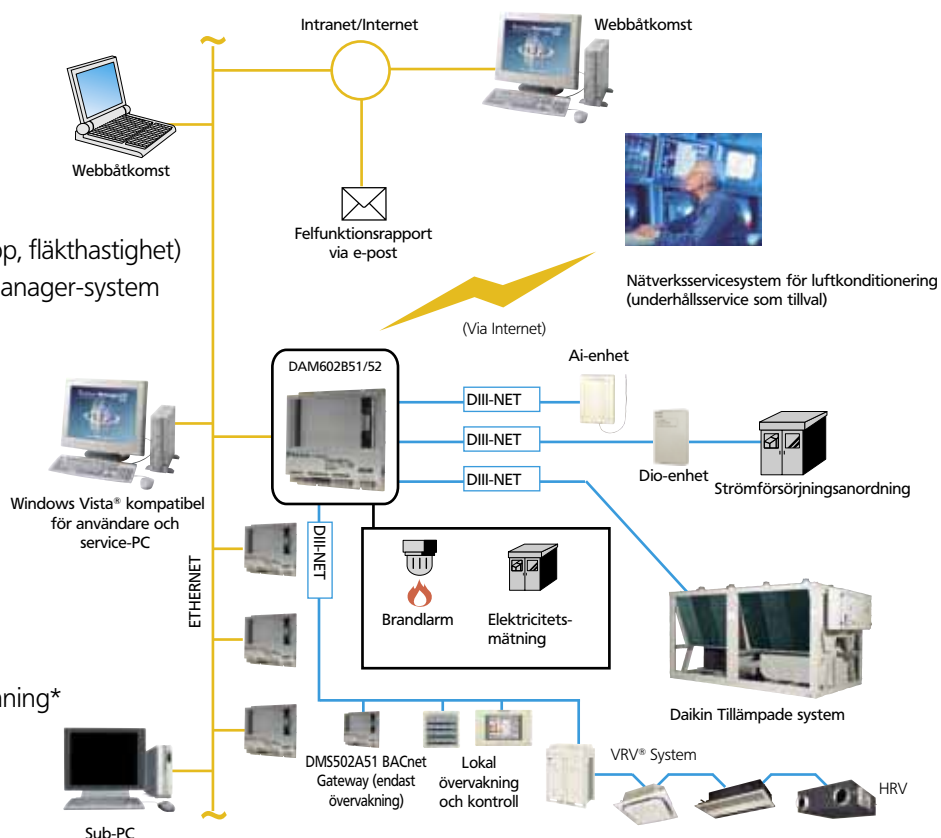 Intranet/Internet
Webbåtkomst
Webbåtkomst
Felfunktionsrapport
via e-post
pp, fläkthastighet)
anager-system
Nätverksservicesystem för luftkonditionering
(underhållsservice som tillval)
(Via Internet)
DAM602B51/52
Ai-enhet
DIII-NET
DIII-NET
DIII-NET
Dio-enhet
Strömförsörjningsanordning
Windows Vista® kompatibel
för användare och
service-PC
ETHERNET
DIII-NET
Brandlarm
Elektricitets-
mätning
Daikin Tillämpade system
ning*
DMS502A51 BACnet
Gateway (endast
övervakning)
Lokal
övervakning
och kontroll
VRV® System
HRV
Sub-PC